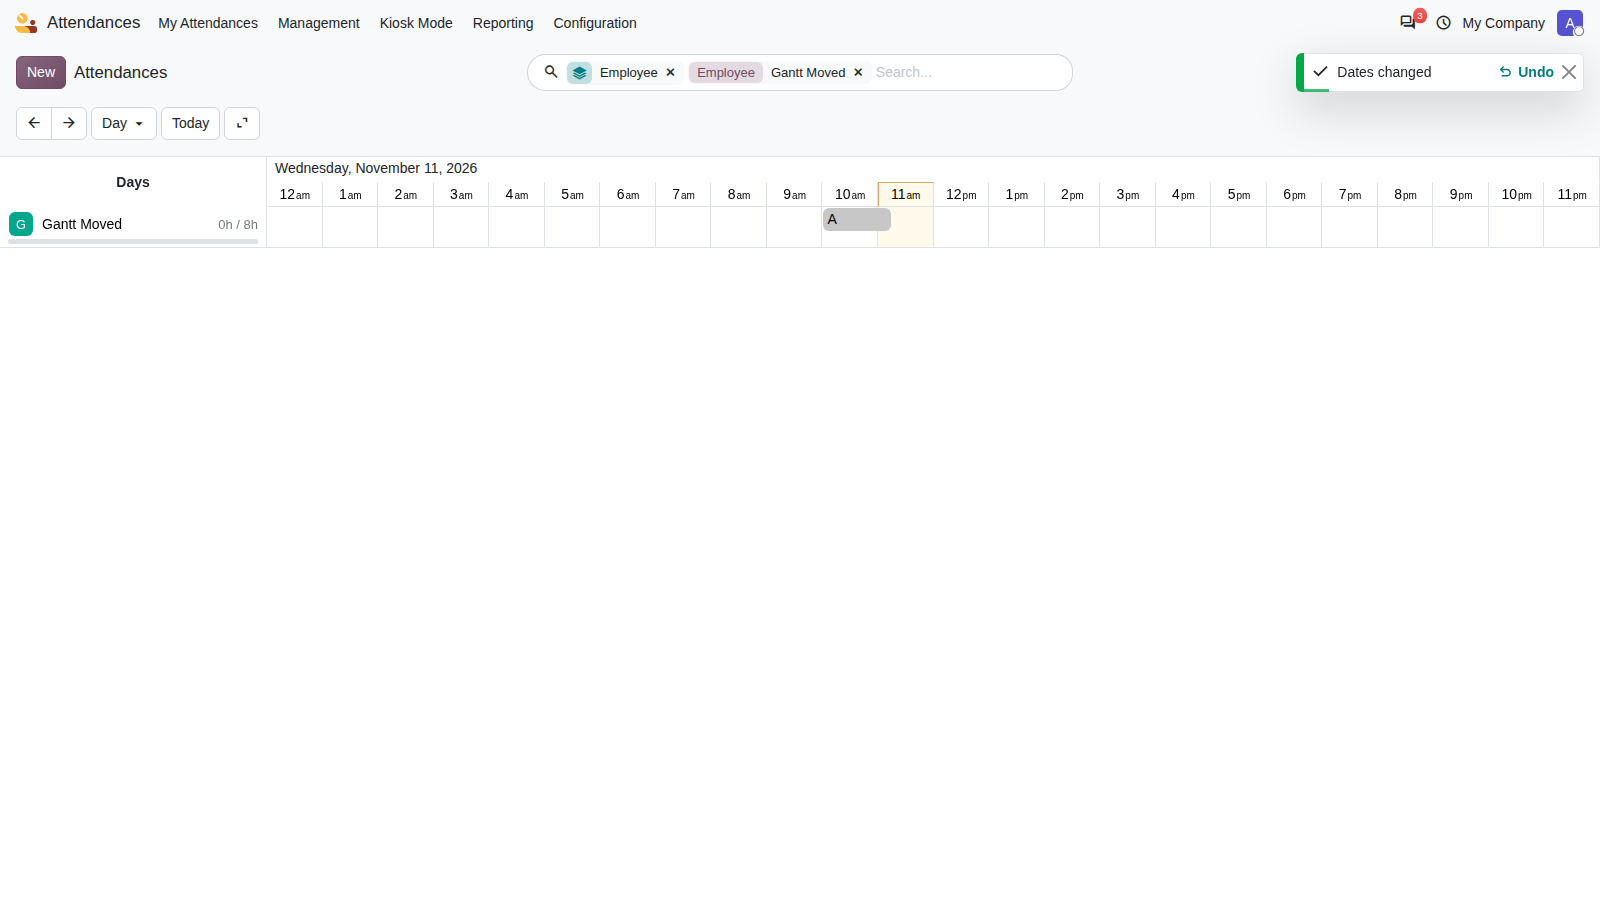 Attendances My Attendances Management Kiosk Mode Reporting Configuration 3 My Company A
New Attendances Employee × Employee Gantt Moved × Search... Dates changed Undo
Day Today
Days
Wednesday, November 11, 2026
12am 1am 2am 3am 4am 5am 6am 7am 8am 9am 10am 11am 12pm 1pm 2pm 3pm 4pm 5pm 6pm 7pm 8pm 9pm 10pm 11pm
G Gantt Moved 0h / 8h A